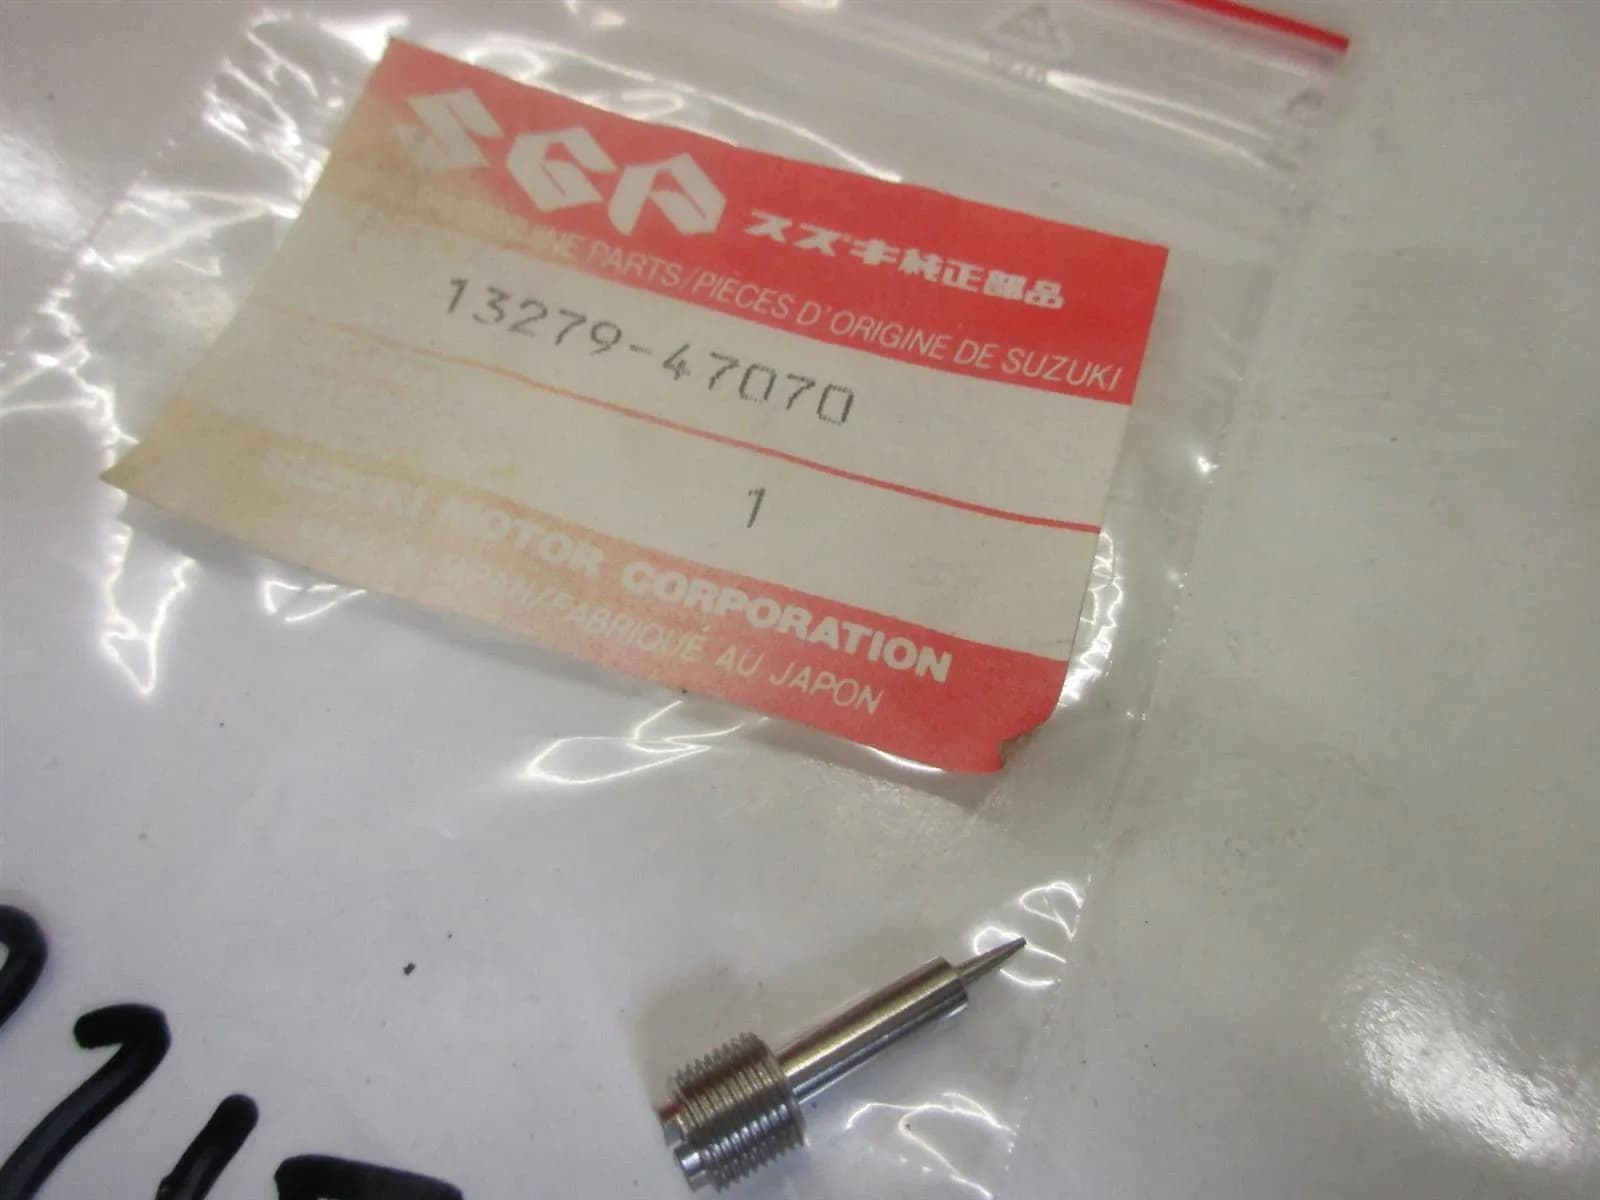 SGP スズキ純正部品
GENUINE PARTS/PIÈCES D'ORIGINE DE SUZUKI
13279-47070
1
SUZUKI MOTOR CORPORATION
MADE IN JAPAN/FABRIQUÉ AU JAPON